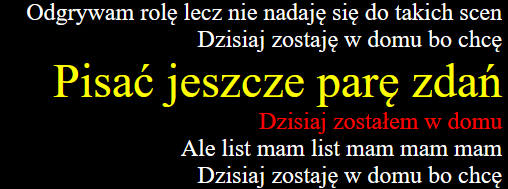 Odgrywam rolę lecz nie nadaję się do takich scen
Dzisiaj zostaję w domu bo chcę
Pisać jeszcze parę zdań
Dzisiaj zostałem w domu
Ale list mam list mam mam mam
Dzisiaj zostaję w domu bo chcę